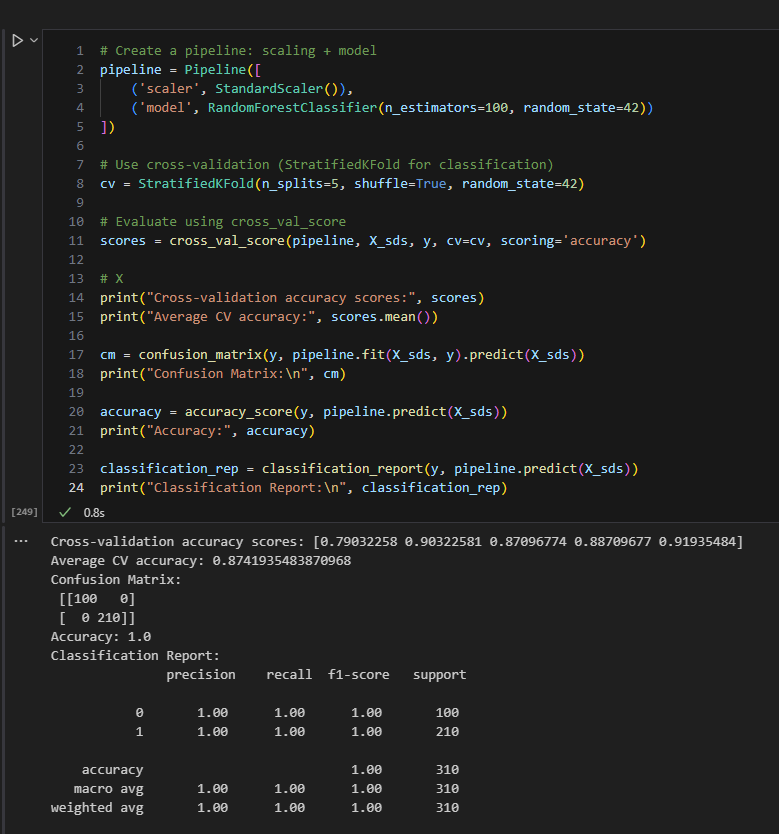 1 # Create a pipeline: scaling + model
2 pipeline = Pipeline([
3     ('scaler', StandardScaler()),
4     ('model', RandomForestClassifier(n_estimators=100, random_state=42))
5 ])
6
7 # Use cross-validation (StratifiedKFold for classification)
8 cv = StratifiedKFold(n_splits=5, shuffle=True, random_state=42)
9
10 # Evaluate using cross_val_score
11 scores = cross_val_score(pipeline, X_sds, y, cv=cv, scoring='accuracy')
12
13 # X
14 print("Cross-validation accuracy scores:", scores)
15 print("Average CV accuracy:", scores.mean())
16
17 cm = confusion_matrix(y, pipeline.fit(X_sds, y).predict(X_sds))
18 print("Confusion Matrix:\n", cm)
19
20 accuracy = accuracy_score(y, pipeline.predict(X_sds))
21 print("Accuracy:", accuracy)
22
23 classification_rep = classification_report(y, pipeline.predict(X_sds))
24 print("Classification Report:\n", classification_rep)
[249] ✓ 0.8s
... Cross-validation accuracy scores: [0.79032258 0.90322581 0.87096774 0.88709677 0.91935484]
Average CV accuracy: 0.8741935483870968
Confusion Matrix:
 [[100   0]
 [  0 210]]
Accuracy: 1.0
Classification Report:
               precision    recall  f1-score   support

           0       1.00      1.00      1.00       100
           1       1.00      1.00      1.00       210

    accuracy                           1.00       310
   macro avg       1.00      1.00      1.00       310
weighted avg       1.00      1.00      1.00       310